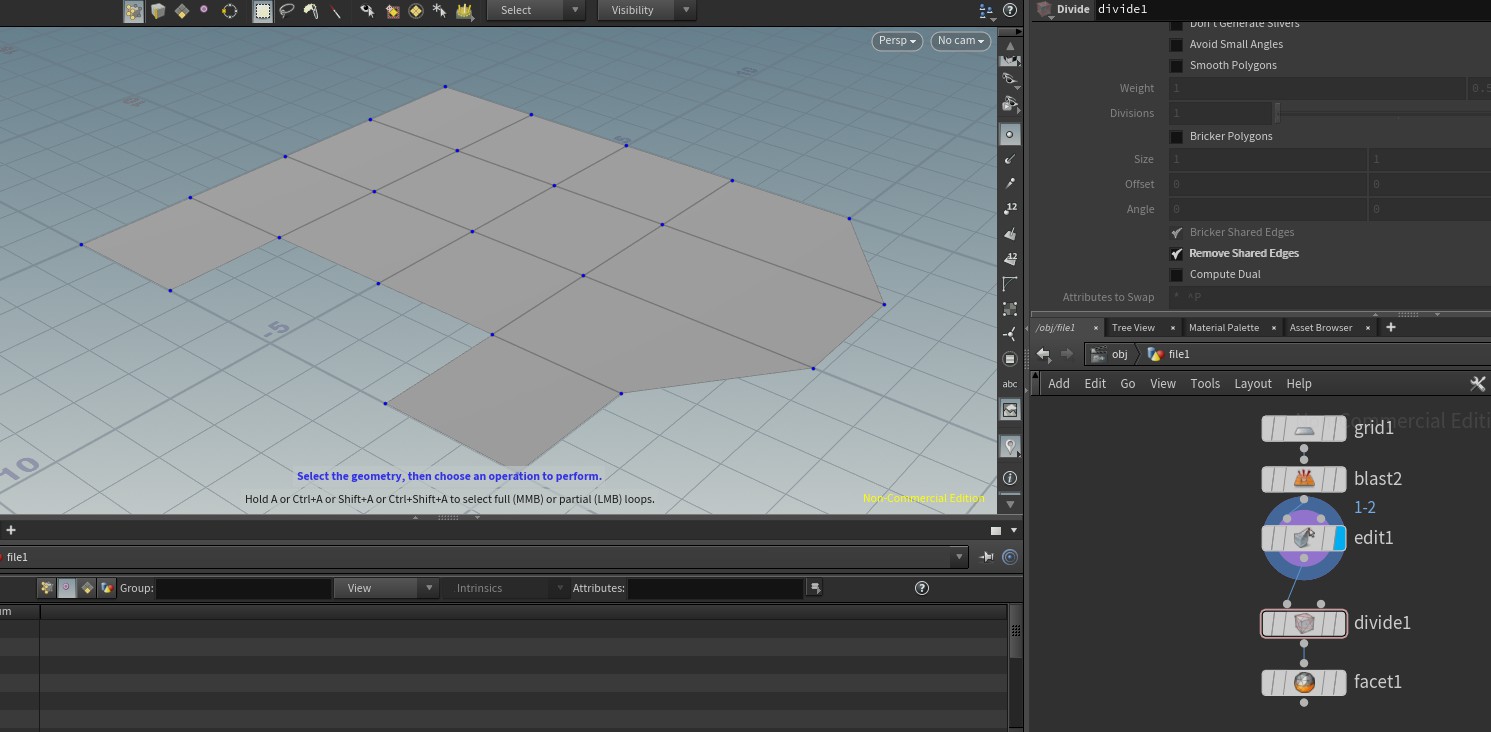 Select
Visibility
Divide divide1
Don't Generate Slivers
Avoid Small Angles
Smooth Polygons
Weight 1 0.5
Divisions 1
Bricker Polygons
Size 1 1
Offset 0 0
Angle 0 0
Bricker Shared Edges
Remove Shared Edges
Compute Dual
Attributes to Swap * ^P
Persp
No cam
-5
10
5
12
12
abc
Select the geometry, then choose an operation to perform.
Hold A or Ctrl+A or Shift+A or Ctrl+Shift+A to select full (MMB) or partial (LMB) loops.
Non-Commercial Edition
/obj/file1 Tree View Material Palette Asset Browser
obj file1
Add Edit Go View Tools Layout Help
Commercial Editi
grid1
blast2
1-2
edit1
divide1
facet1
file1
Group: View Intrinsics Attributes:
um